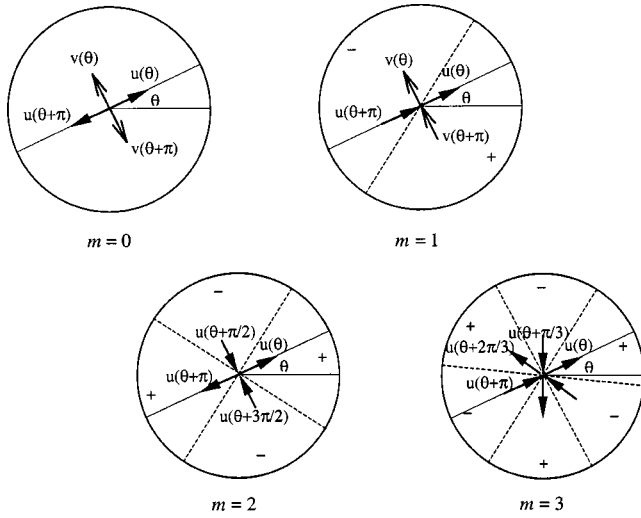 v(θ)
u(θ)
θ
u(θ+π)
v(θ+π)
m = 0
−
v(θ)
u(θ)
θ
u(θ+π)
v(θ+π)
+
m = 1
−
u(θ+π/2)
u(θ)
+
θ
u(θ+π)
+
u(θ+3π/2)
−
m = 2
−
+
u(θ+π/3)
u(θ+2π/3)
u(θ)
+
θ
u(θ+π)
−
−
+
m = 3